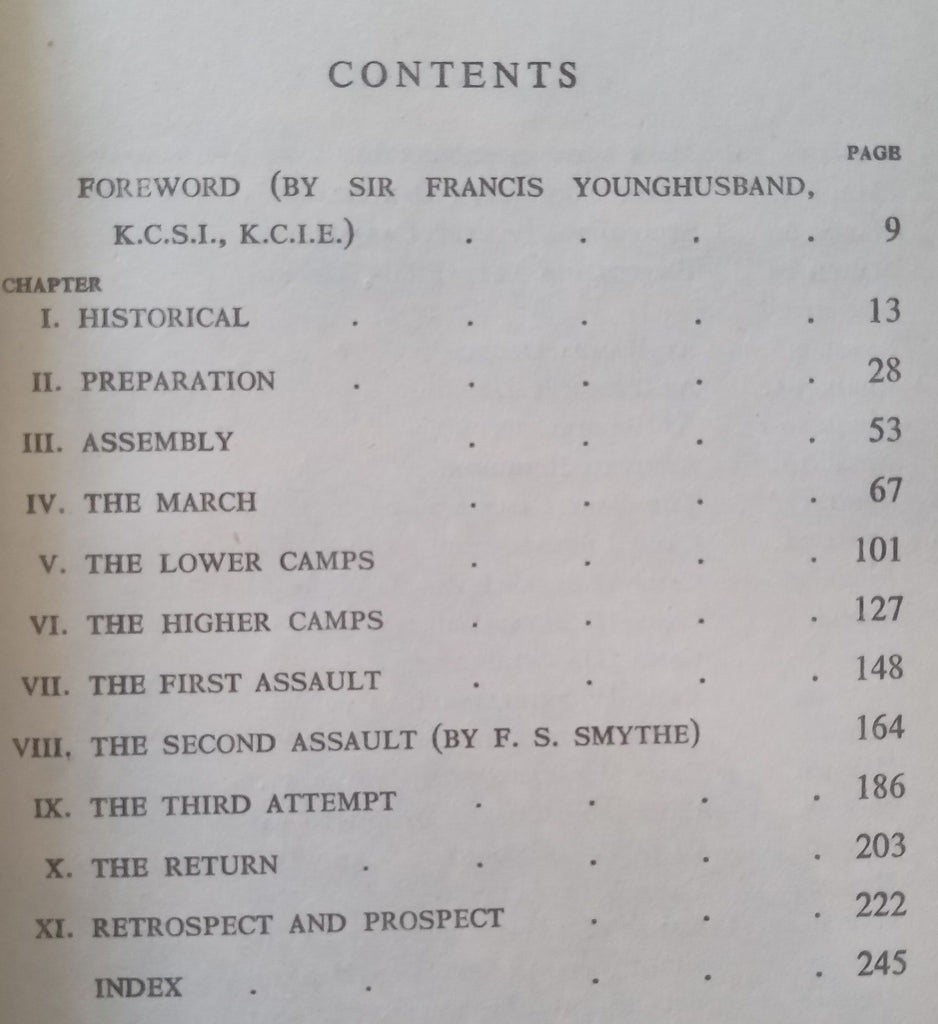 CONTENTS
PAGE
FOREWORD (BY SIR FRANCIS YOUNGHUSBAND,
K.C.S.I., K.C.I.E.) . . . . 9
CHAPTER
I. HISTORICAL . . . . . 13
II. PREPARATION . . . . . 28
III. ASSEMBLY . . . . 53
IV. THE MARCH . . . . 67
V. THE LOWER CAMPS . . . . 101
VI. THE HIGHER CAMPS . . . . 127
VII. THE FIRST ASSAULT . . . . 148
VIII. THE SECOND ASSAULT (BY F. S. SMYTHE) 164
IX. THE THIRD ATTEMPT . . . . 186
X. THE RETURN . . . . . 203
XI. RETROSPECT AND PROSPECT . . . 222
INDEX . . . . . 245